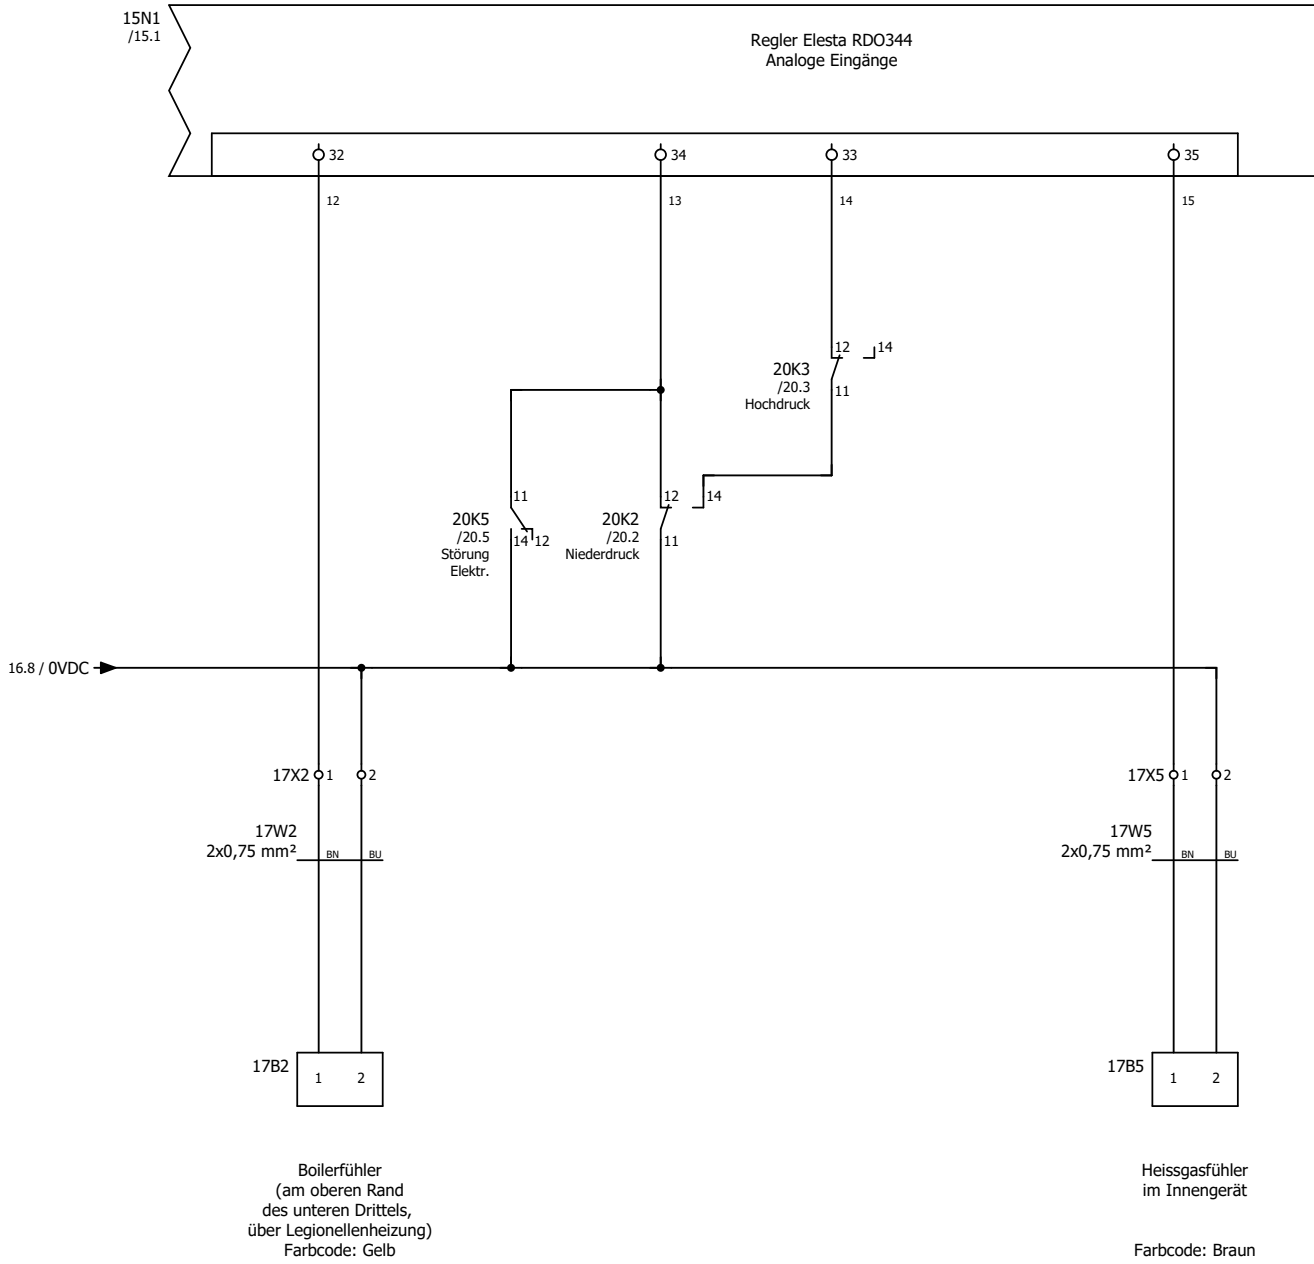 15N1
/15.1
Regler Elesta RDO344
Analoge Eingänge
32
34
33
35
12
13
14
15
12
14
20K3
/20.3
Hochdruck
11
11
20K5
/20.5
Störung
Elektr.
14
12
12
14
20K2
/20.2
Niederdruck
11
16.8 / 0VDC
17X2
1
2
17X5
1
2
17W2
2x0,75 mm²
BN
BU
17W5
2x0,75 mm²
BN
BU
17B2
1
2
17B5
1
2
Boilerfühler
(am oberen Rand
des unteren Drittels,
über Legionellenheizung)
Farbcode: Gelb
Heissgasfühler
im Innengerät
Farbcode: Braun